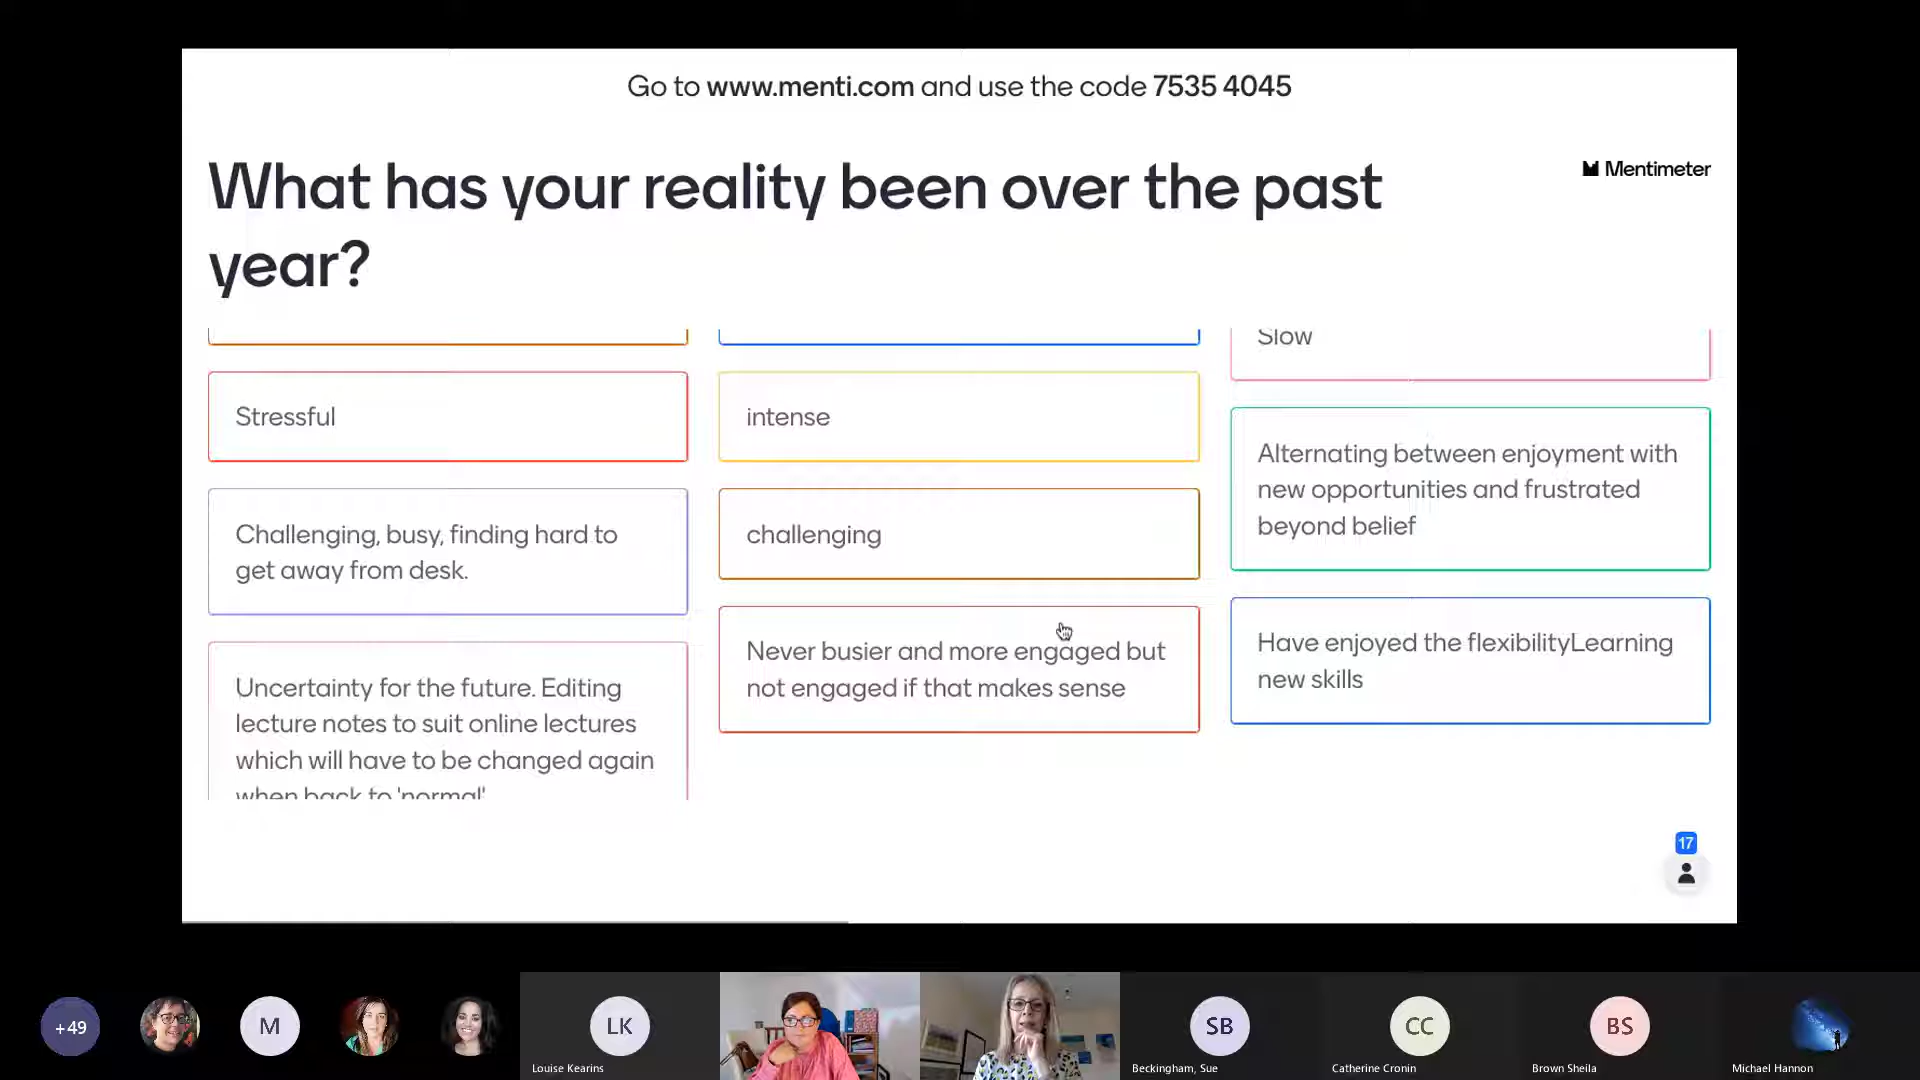 Go to www.menti.com and use the code 7535 4045
What has your reality been over the past
year?
Mentimeter
Stressful
Challenging, busy, finding hard to
get away from desk.
Uncertainty for the future. Editing
lecture notes to suit online lectures
which will have to be changed again
when back to 'normal'
intense
challenging
Never busier and more engaged but
not engaged if that makes sense
Slow
Alternating between enjoyment with
new opportunities and frustrated
beyond belief
Have enjoyed the flexibilityLearning
new skills
17
+49
M
LK
Louise Kearins
SB
Beckingham, Sue
CC
Catherine Cronin
BS
Brown Sheila
Michael Hannon